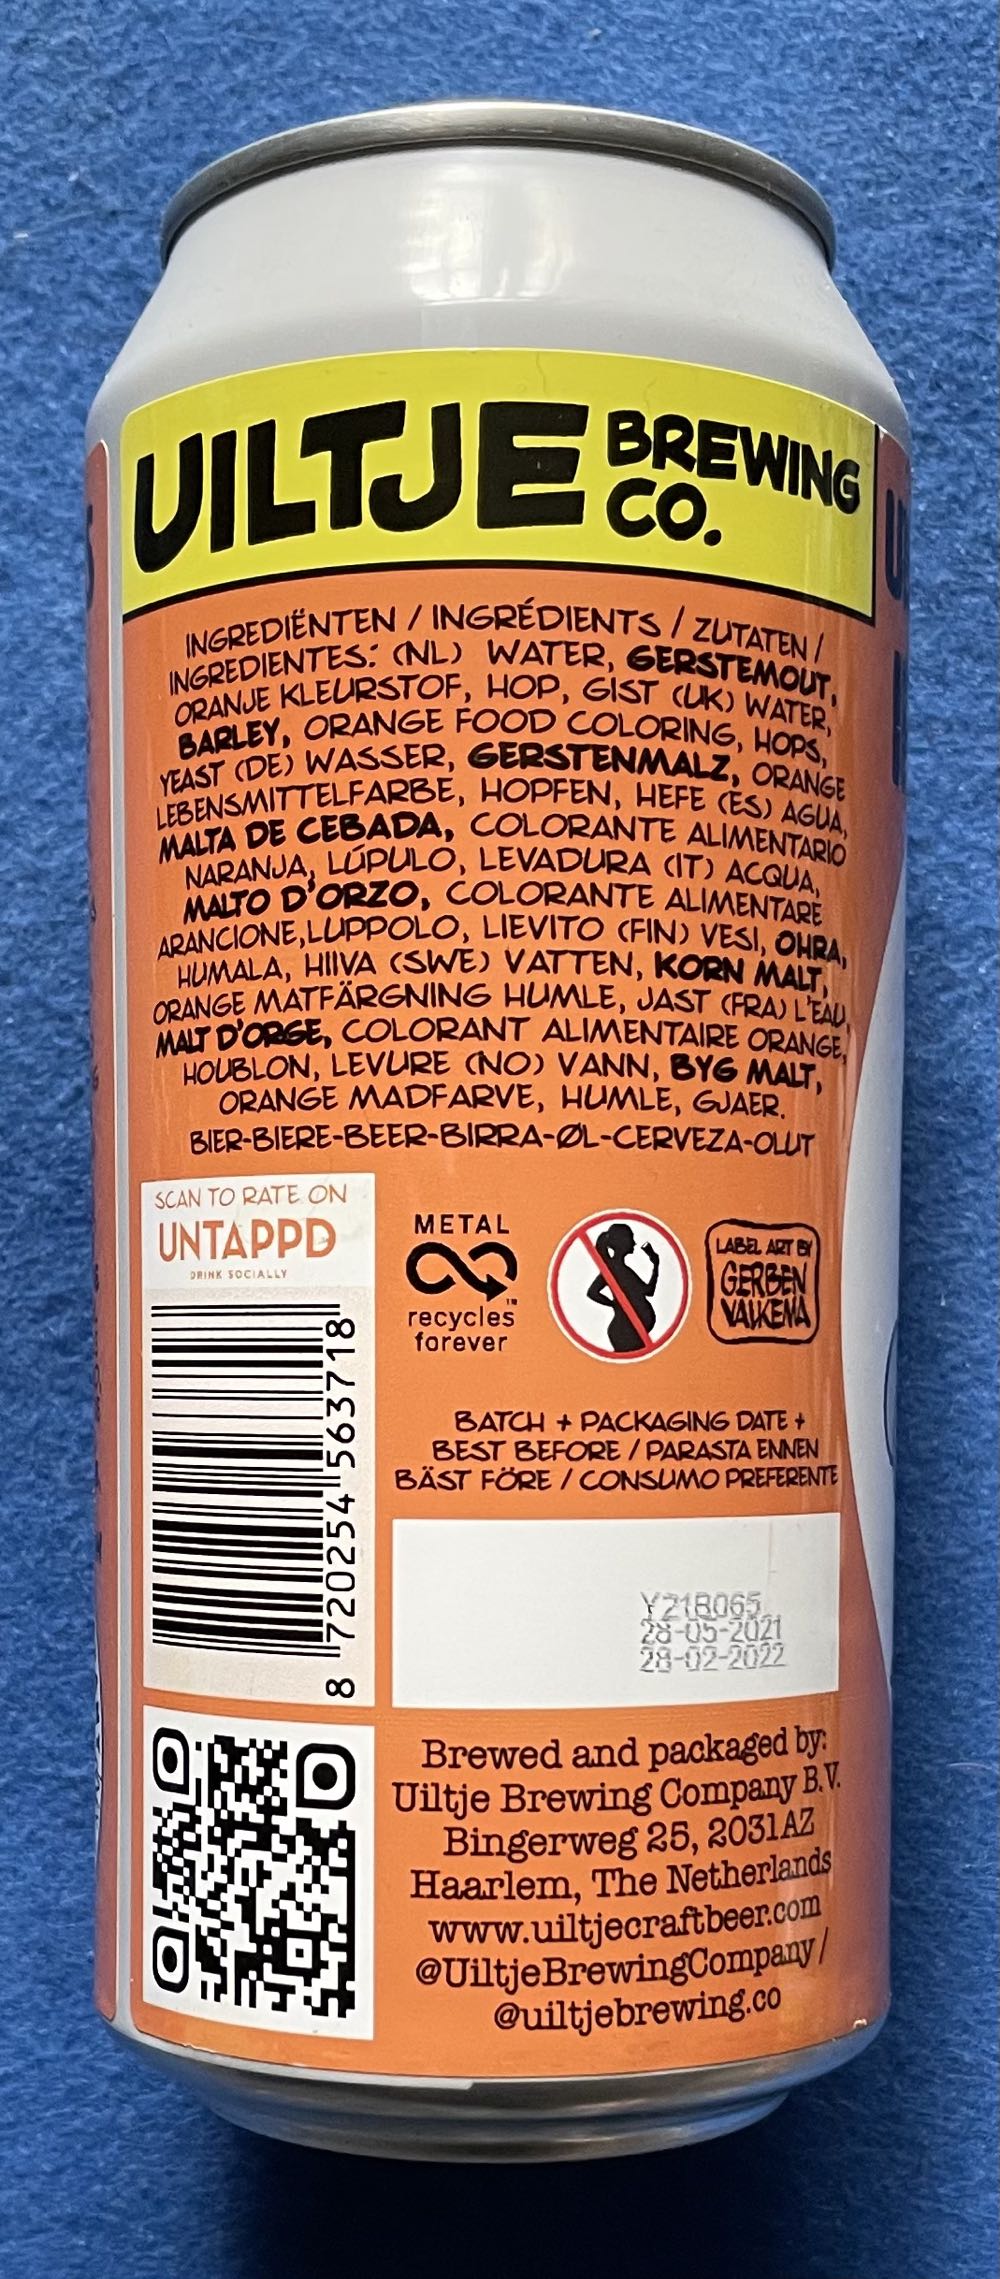 UILTJE BREWING CO.
INGREDIËNTEN / INGRÉDIENTS / ZUTATEN /
INGREDIENTES: (NL) WATER, GERSTEMOUT,
ORANJE KLEURSTOF, HOP, GIST (UK) WATER,
BARLEY, ORANGE FOOD COLORING, HOPS,
YEAST (DE) WASSER, GERSTENMALZ, ORANGE
LEBENSMITTELFARBE, HOPFEN, HEFE (ES) AGUA,
MALTA DE CEBADA, COLORANTE ALIMENTARIO
NARANJA, LÚPULO, LEVADURA (IT) ACQUA,
MALTO D'ORZO, COLORANTE ALIMENTARE
ARANCIONE,LUPPOLO, LIEVITO (FIN) VESI, OHRA,
HUMALA, HIIVA (SWE) VATTEN, KORN MALT,
ORANGE MATFÄRGNING HUMLE, JAST (FRA) L'EAU,
MALT D'ORGE, COLORANT ALIMENTAIRE ORANGE,
HOUBLON, LEVURE (NO) VANN, BYG MALT,
ORANGE MADFARVE, HUMLE, GJAER.
BIER-BIERE-BEER-BIRRA-ØL-CERVEZA-OLUT
SCAN TO RATE ON
UNTAPPD
DRINK SOCIALLY
8 720254 563718
METAL
recycles
forever™
LABEL ART BY
GERBEN
VALKEMA
BATCH + PACKAGING DATE +
BEST BEFORE / PARASTA ENNEN
BÄST FÖRE / CONSUMO PREFERENTE
Y21B065
28-05-2021
28-02-2022
Brewed and packaged by:
Uiltje Brewing Company B.V.
Bingerweg 25, 2031AZ
Haarlem, The Netherlands
www.uiltjecraftbeer.com
@UiltjeBrewingCompany/
@uiltjebrewing.co